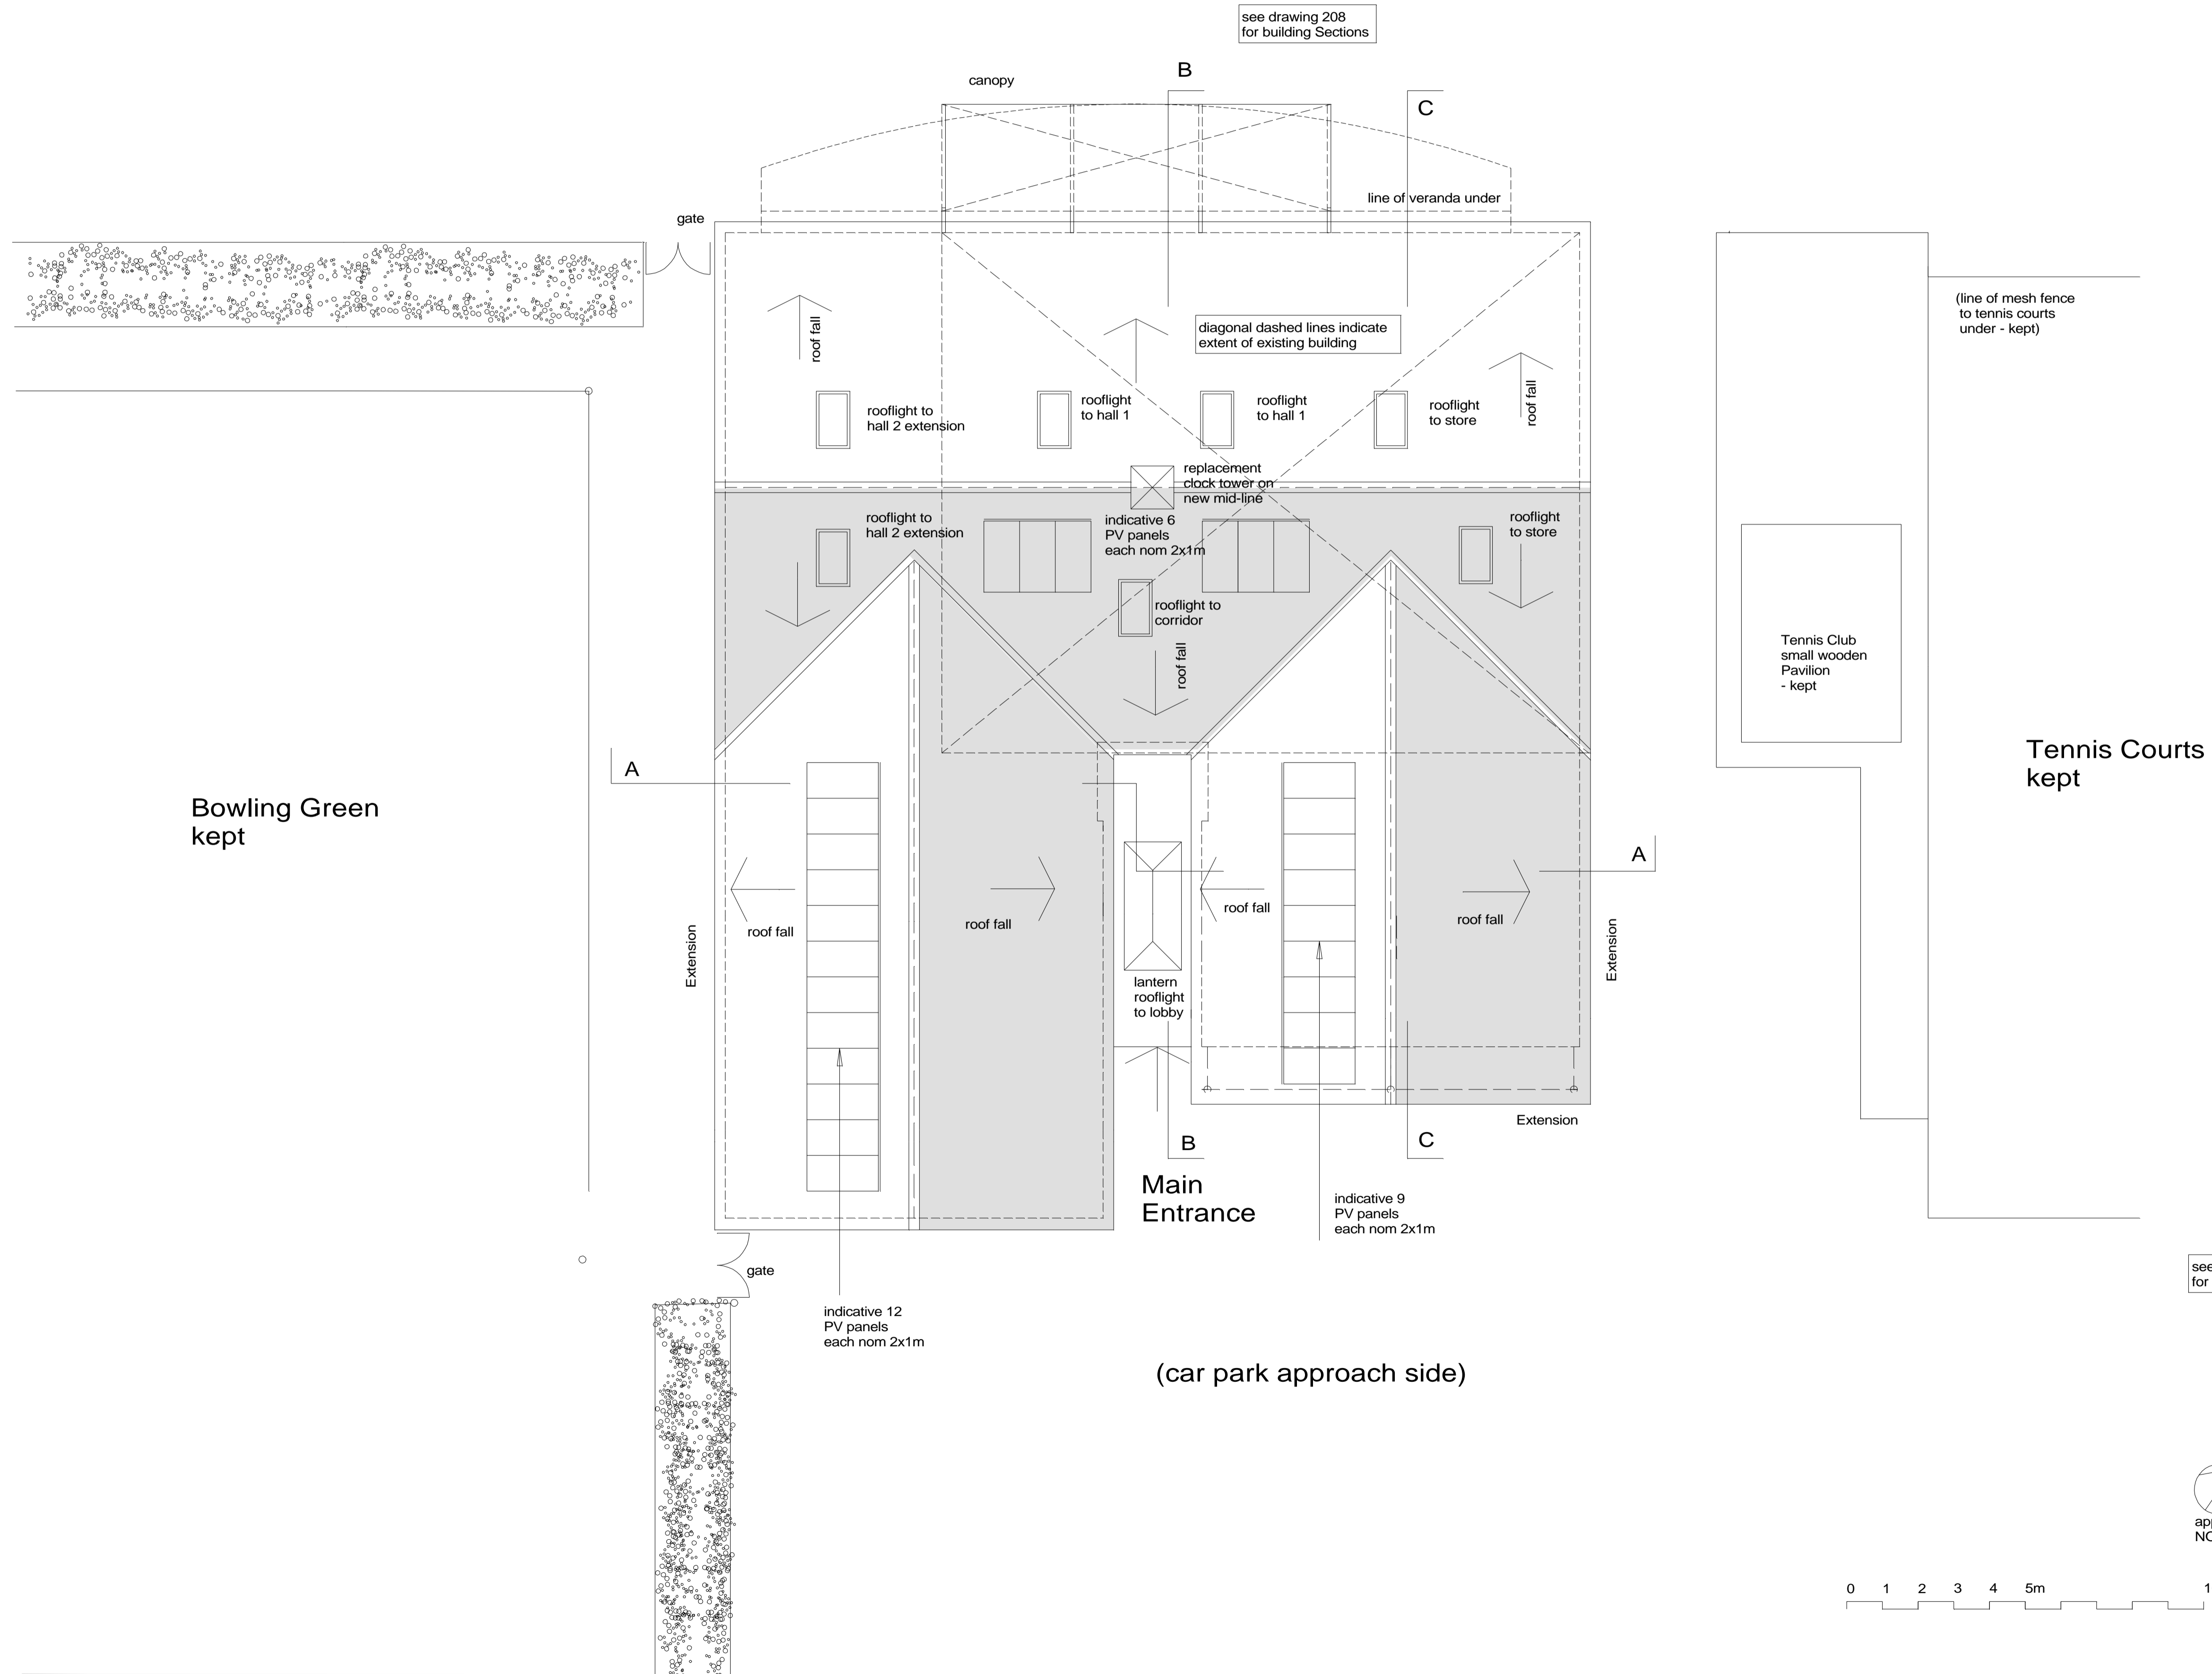 see drawing 208
for building Sections
B
canopy
C
line of veranda under
gate
(line of mesh fence
to tennis courts
under - kept)
roof fall
diagonal dashed lines indicate
extent of existing building
roof fall
rooflight to
hall 2 extension
rooflight
to hall 1
rooflight
to hall 1
rooflight
to store
replacement
clock tower on
new mid-line
rooflight to
hall 2 extension
indicative 6
PV panels
each nom 2x1m
rooflight
to store
rooflight to
corridor
roof fall
Tennis Club
small wooden
Pavilion
- kept
Tennis Courts
kept
A
Bowling Green
kept
A
roof fall
roof fall
roof fall
roof fall
Extension
Extension
lantern
rooflight
to lobby
Extension
B
C
Main
Entrance
indicative 9
PV panels
each nom 2x1m
gate
indicative 12
PV panels
each nom 2x1m
(car park approach side)
for
0 1 2 3 4 5m